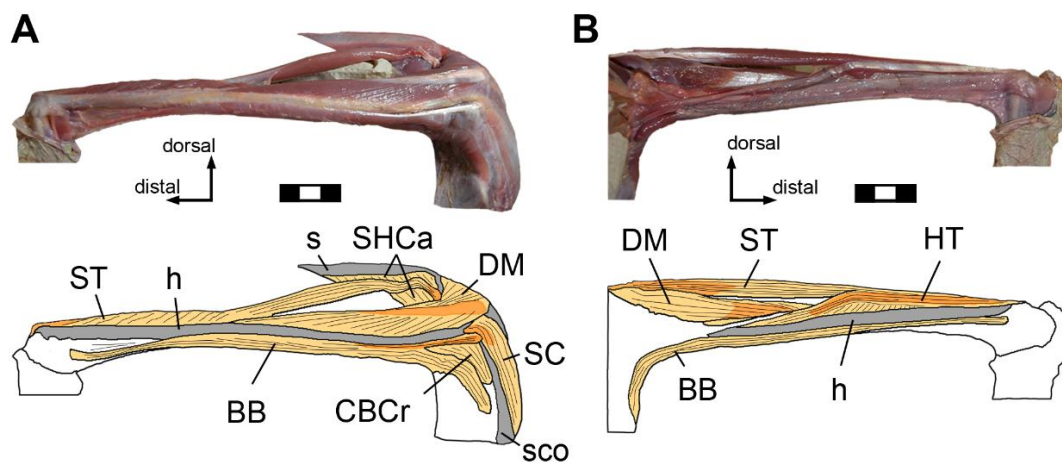 A
B
dorsal
distal
dorsal
distal
s
SHCa
DM
ST
h
SC
BB
CBCr
sco
DM
ST
HT
BB
h